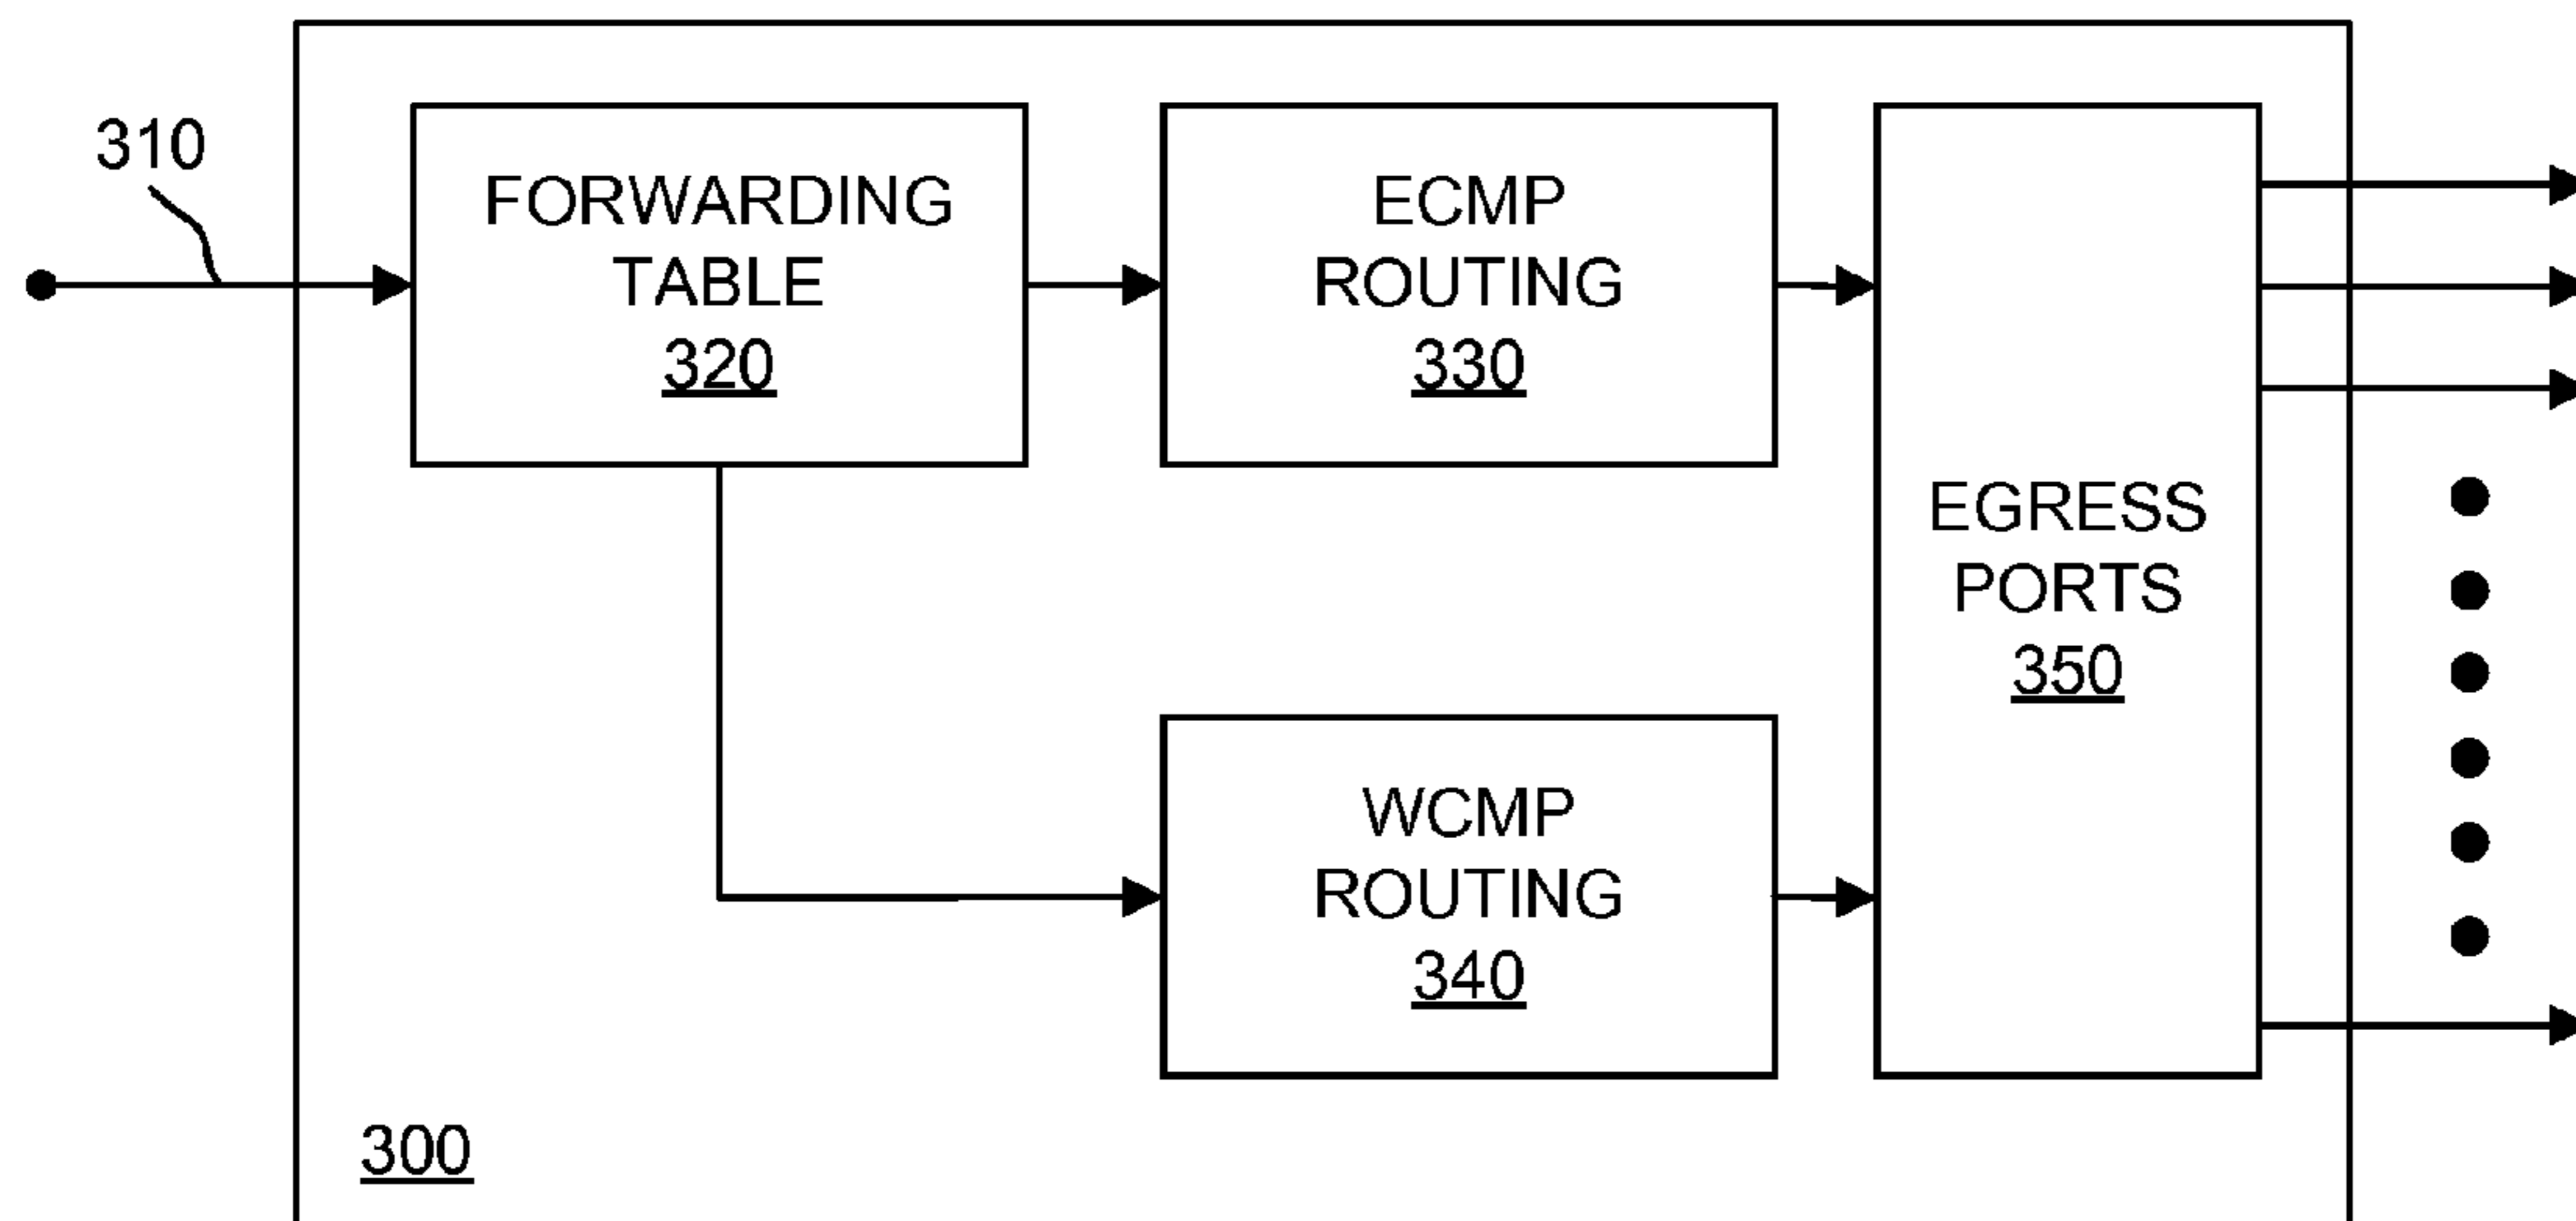 310
FORWARDING
TABLE
320
ECMP
ROUTING
330
EGRESS
PORTS
350
WCMP
ROUTING
340
300